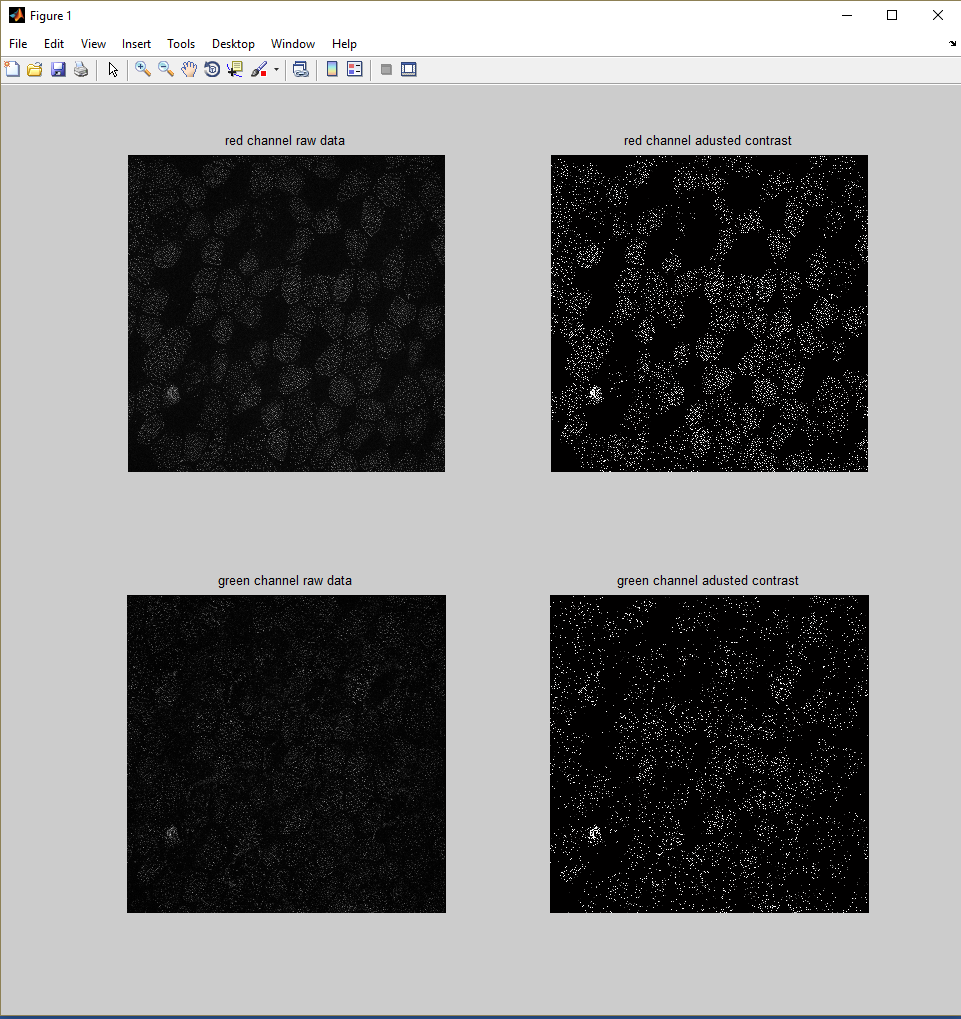 Figure 1
File Edit View Insert Tools Desktop Window Help
red channel raw data
red channel adusted contrast
green channel raw data
green channel adusted contrast